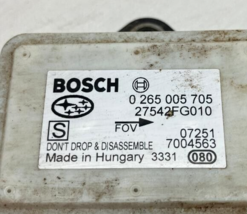 BOSCH
0 265 005 705
27542FG010
S
FOV
07251
DON'T DROP & DISASSEMBLE 7004563
Made in Hungary 3331 080